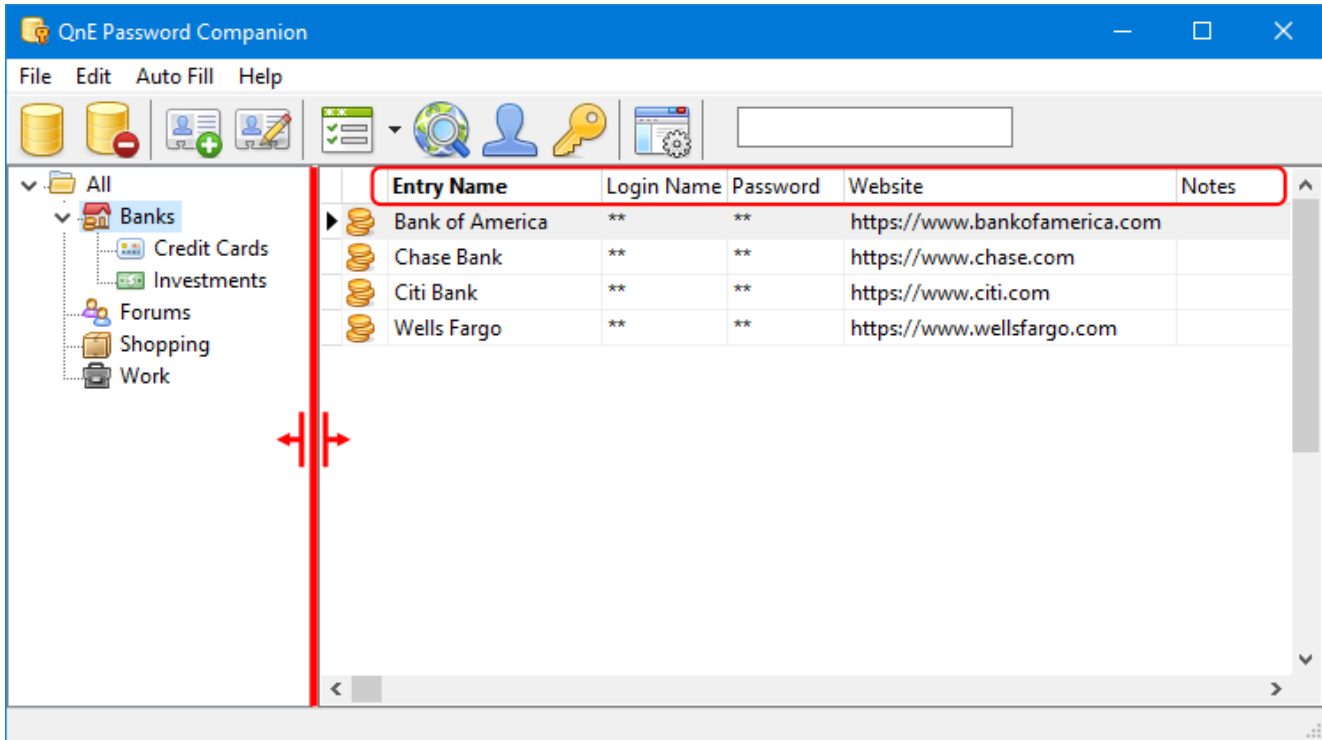 QnE Password Companion
File Edit Auto Fill Help
All
Banks
Credit Cards
Investments
Forums
Shopping
Work
Entry Name Login Name Password Website Notes
Bank of America ** ** https://www.bankofamerica.com
Chase Bank ** ** https://www.chase.com
Citi Bank ** ** https://www.citi.com
Wells Fargo ** ** https://www.wellsfargo.com